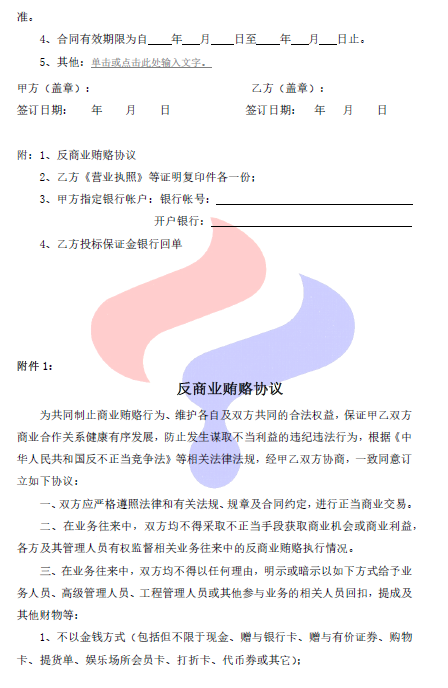 准。
4、合同有效期限为自____年___月____日至____年___月___日止。
5、其他：单击或点击此处输入文字。
甲方（盖章）： 乙方（盖章）：
签订日期： 年 月 日 签订日期： 年 月 日
附：1、反商业贿赂协议
2、乙方《营业执照》等证明复印件各一份；
3、甲方指定银行帐户：银行帐号：
开户银行：
4、乙方投标保证金银行回单
附件 1：
反商业贿赂协议
为共同制止商业贿赂行为、维护各自及双方共同的合法权益，保证甲乙双方
商业合作关系健康有序发展，防止发生谋取不当利益的违纪违法行为，根据《中
华人民共和国反不正当竞争法》等相关法律法规，经甲乙双方协商，一致同意订
立如下协议：
一、双方应严格遵照法律和有关法规、规章及合同约定，进行正当商业交易。
二、在业务往来中，双方均不得采取不正当手段获取商业机会或商业利益，
各方及其管理人员有权监督相关业务往来中的反商业贿赂执行情况。
三、在业务往来中，双方均不得以任何理由，明示或暗示以如下方式给予业
务人员、高级管理人员、工程管理人员或其他参与业务的相关人员回扣，提成及
其他财物等：
1、不以金钱方式（包括但不限于现金、赠与银行卡、赠与有价证券、购物
卡、提货单、娱乐场所会员卡、打折卡、代币券或其它）；